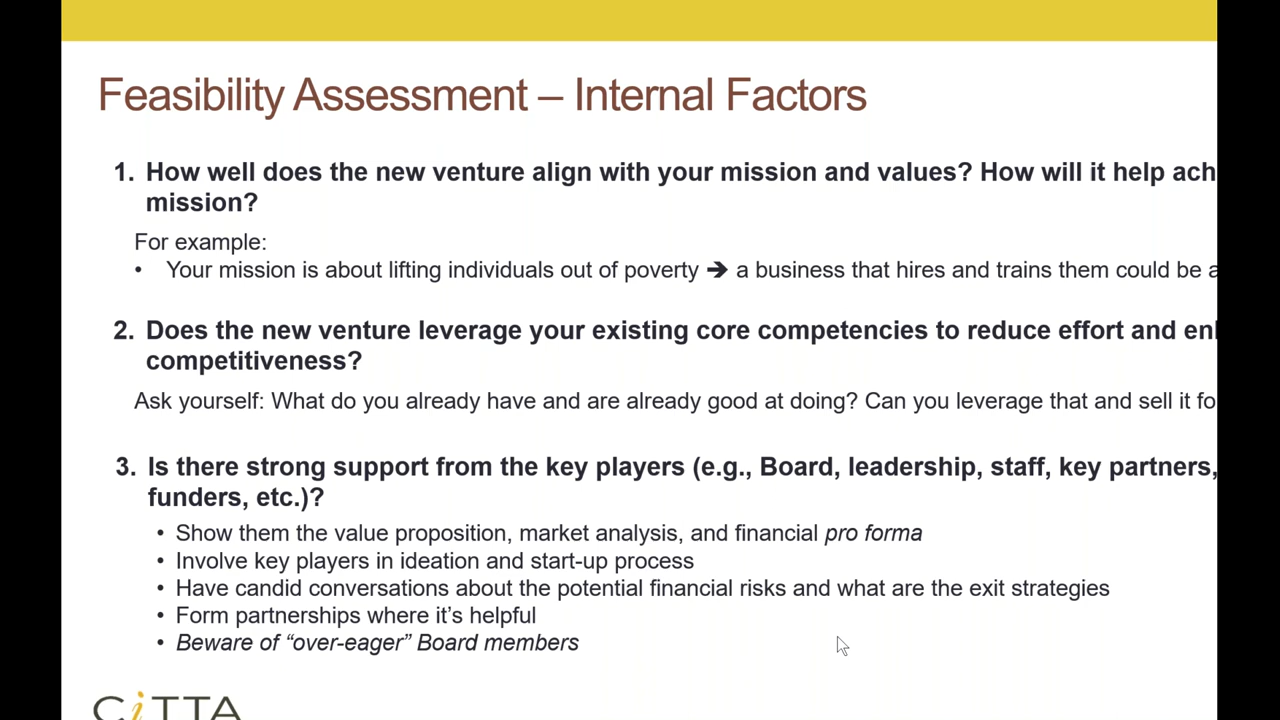 Feasibility Assessment – Internal Factors
1. How well does the new venture align with your mission and values? How will it help ach
mission?
For example:
• Your mission is about lifting individuals out of poverty ➔ a business that hires and trains them could be a
2. Does the new venture leverage your existing core competencies to reduce effort and en
competitiveness?
Ask yourself: What do you already have and are already good at doing? Can you leverage that and sell it fo
3. Is there strong support from the key players (e.g., Board, leadership, staff, key partners,
funders, etc.)?
• Show them the value proposition, market analysis, and financial pro forma
• Involve key players in ideation and start-up process
• Have candid conversations about the potential financial risks and what are the exit strategies
• Form partnerships where it’s helpful
• Beware of “over-eager” Board members
CiTTA